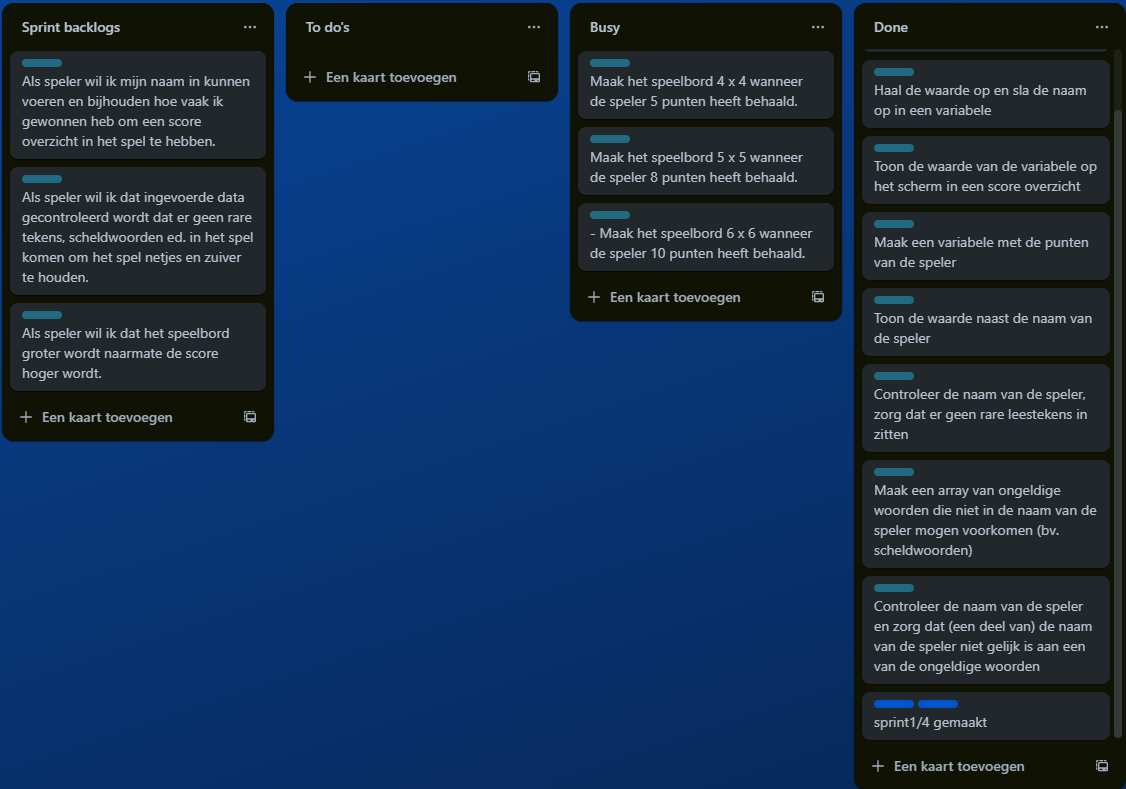 Sprint backlogs
Als speler wil ik mijn naam in kunnen
voeren en bijhouden hoe vaak ik
gewonnen heb om een score
overzicht in het spel te hebben.
Als speler wil ik dat ingevoerde data
gecontroleerd wordt dat er geen rare
tekens, scheldwoorden ed. in het spel
komen om het spel netjes en zuiver
te houden.
Als speler wil ik dat het speelbord
groter wordt naarmate de score
hoger wordt.
Een kaart toevoegen
To do's
Een kaart toevoegen
Busy
Maak het speelbord 4 x 4 wanneer
de speler 5 punten heeft behaald.
Maak het speelbord 5 x 5 wanneer
de speler 8 punten heeft behaald.
- Maak het speelbord 6 x 6 wanneer
de speler 10 punten heeft behaald.
Een kaart toevoegen
Done
Haal de waarde op en sla de naam
op in een variabele
Toon de waarde van de variabele op
het scherm in een score overzicht
Maak een variabele met de punten
van de speler
Toon de waarde naast de naam van
de speler
Controleer de naam van de speler,
zorg dat er geen rare leestekens in
zitten
Maak een array van ongeldige
woorden die niet in de naam van de
speler mogen voorkomen (bv.
scheldwoorden)
Controleer de naam van de speler
en zorg dat (een deel van) de naam
van de speler niet gelijk is aan een
van de ongeldige woorden
sprint1/4 gemaakt
Een kaart toevoegen